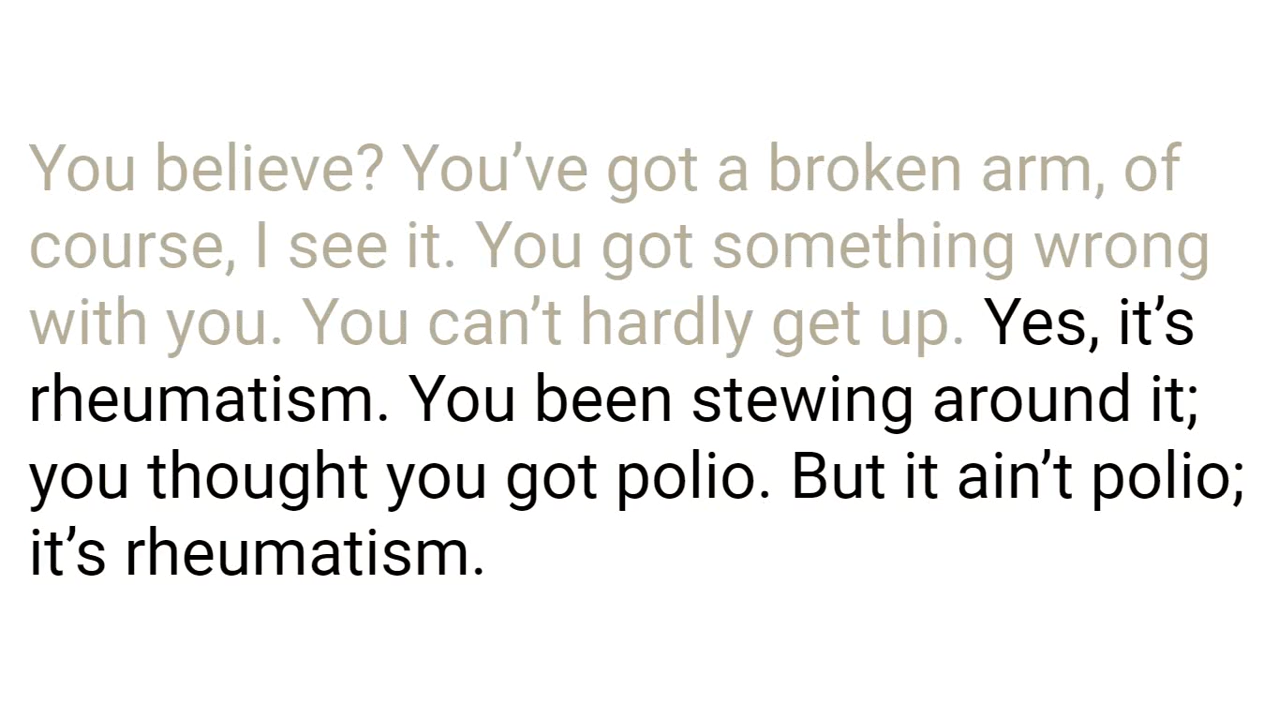 You believe? You’ve got a broken arm, of
course, I see it. You got something wrong
with you. You can’t hardly get up. Yes, it’s
rheumatism. You been stewing around it;
you thought you got polio. But it ain’t polio;
it’s rheumatism.